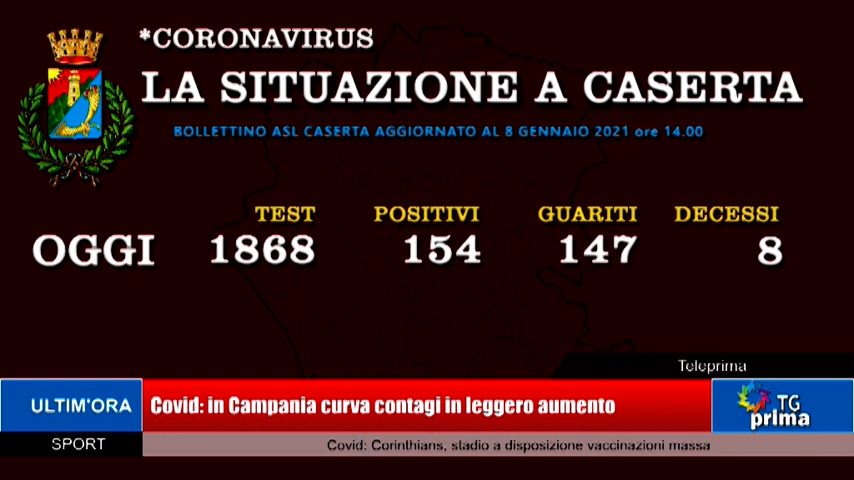 *CORONAVIRUS
LA SITUAZIONE A CASERTA
BOLLETTINO ASL CASERTA AGGIORNATO AL 8 GENNAIO 2021 ore 14.00
TEST POSITIVI GUARITI DECESSI
OGGI 1868 154 147 8
Teleprima
ULTIM'ORA Covid: in Campania curva contagi in leggero aumento
TG prima
SPORT Covid: Corinthians, stadio a disposizione vaccinazioni massa